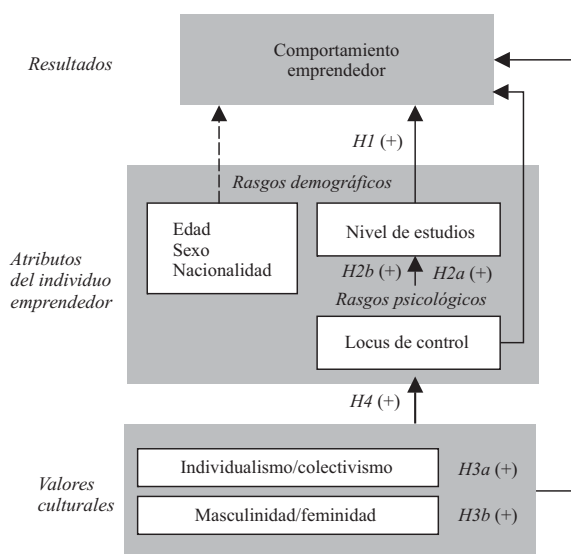 Comportamiento
emprendedor
Resultados
H1 (+)
Rasgos demográficos
Edad
Sexo
Nacionalidad
Nivel de estudios
Atributos
del individuo
emprendedor
H2b (+)
H2a (+)
Rasgos psicológicos
Locus de control
H4 (+)
Valores
culturales
Individualismo/colectivismo
H3a (+)
Masculinidad/feminidad
H3b (+)